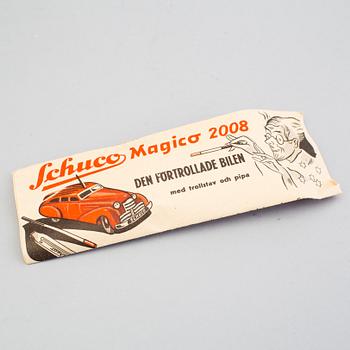 Schuco Magico 2008
DEN FÖRTROLLADE BILEN
med trollstav och pipa